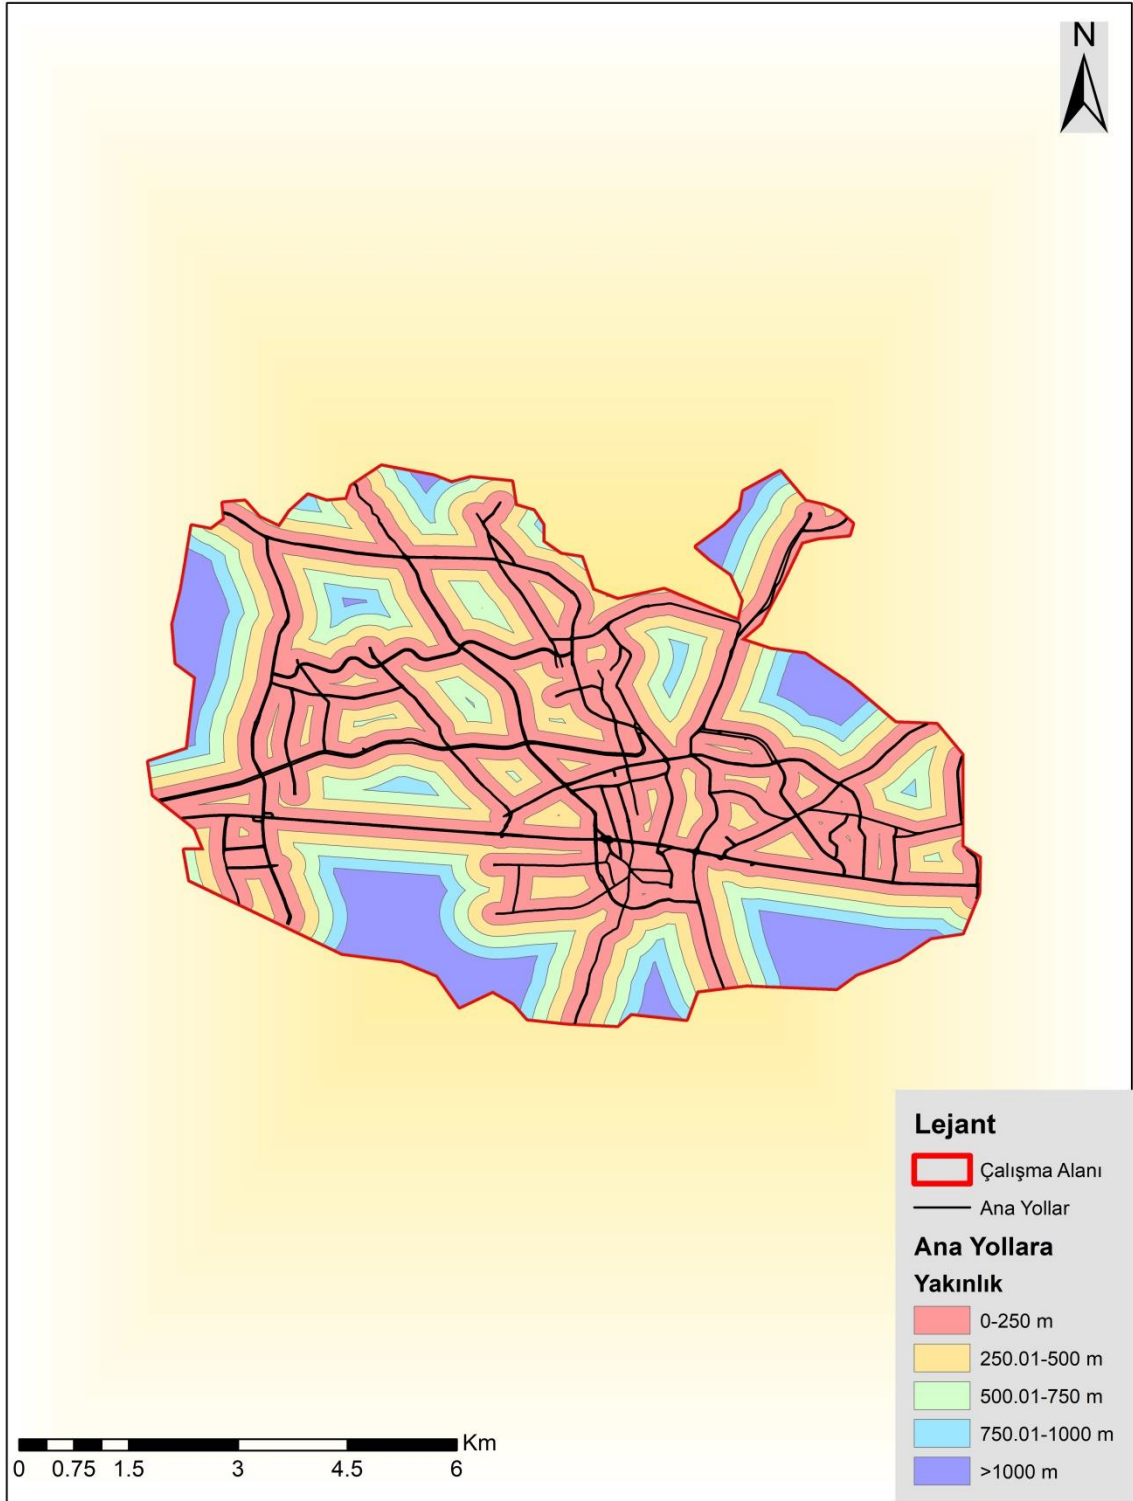 N
Lejant
Çalışma Alanı
Ana Yollar
Ana Yollara
Yakınlık
0-250 m
250.01-500 m
500.01-750 m
750.01-1000 m
>1000 m
Km
0 0.75 1.5 3 4.5 6